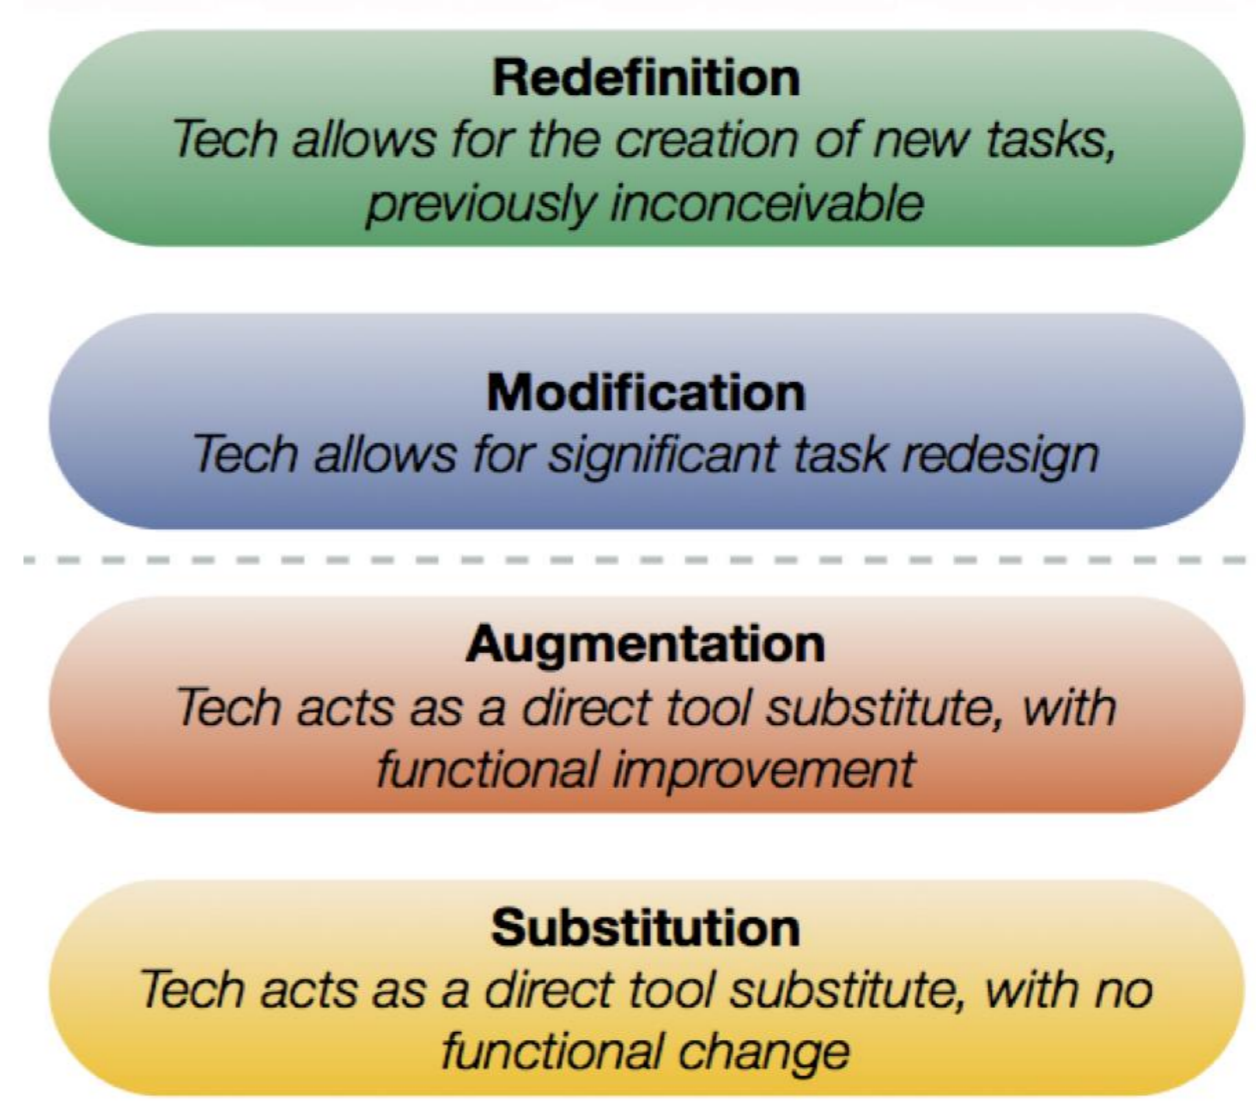 Redefinition
Tech allows for the creation of new tasks,
previously inconceivable
Modification
Tech allows for significant task redesign
Augmentation
Tech acts as a direct tool substitute, with
functional improvement
Substitution
Tech acts as a direct tool substitute, with no
functional change